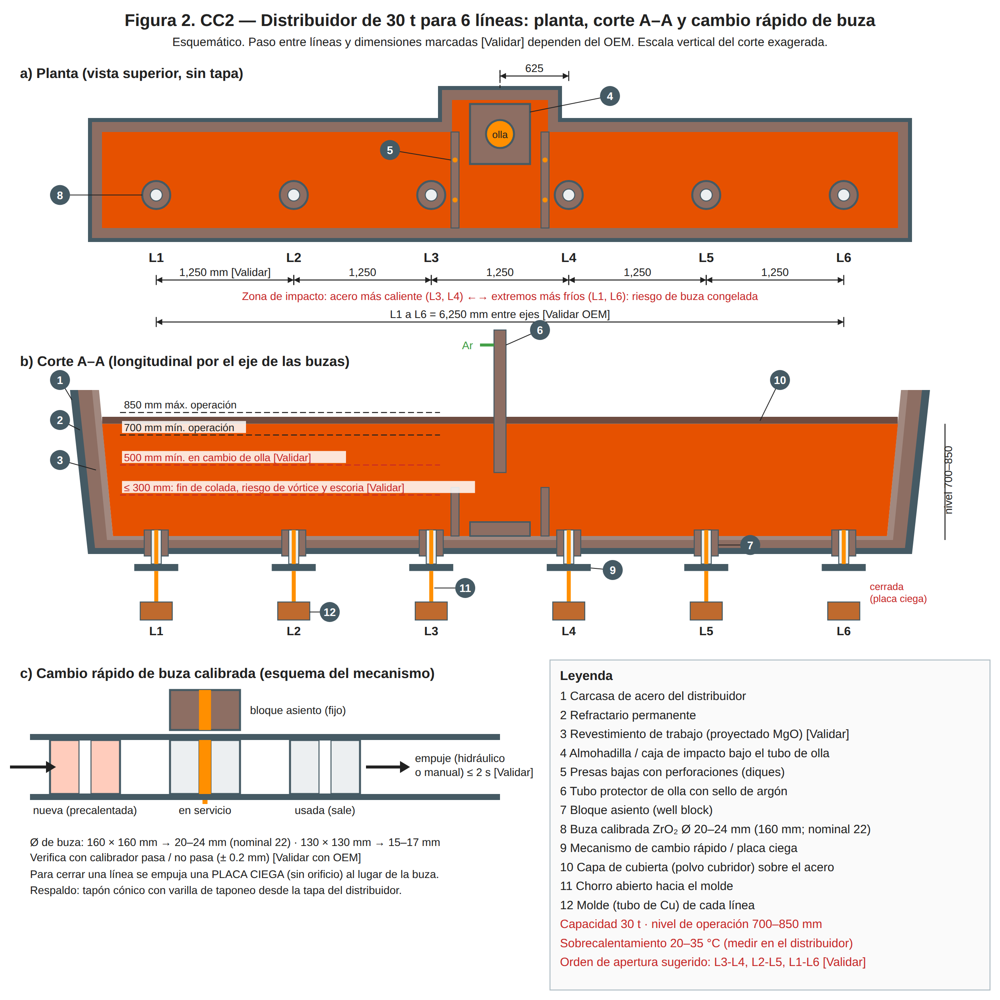 Figura 2. CC2 — Distribuidor de 30 t para 6 líneas: planta, corte A–A y cambio rápido de buza
Esquemático. Paso entre líneas y dimensiones marcadas [Validar] dependen del OEM. Escala vertical del corte exagerada.
a) Planta (vista superior, sin tapa)
625
4
olla
5
8
L1 L2 L3 L4 L5 L6
1,250 mm [Validar] 1,250 1,250 1,250 1,250
Zona de impacto: acero más caliente (L3, L4) ←→ extremos más fríos (L1, L6): riesgo de buza congelada
L1 a L6 = 6,250 mm entre ejes [Validar OEM]
6
Ar
b) Corte A–A (longitudinal por el eje de las buzas)
1
10
850 mm máx. operación
2
700 mm mín. operación
3
500 mm mín. en cambio de olla [Validar]
nivel 700–850
≤ 300 mm: fin de colada, riesgo de vórtice y escoria [Validar]
7
9
11
cerrada
(placa ciega)
12
L1 L2 L3 L4 L5 L6
c) Cambio rápido de buza calibrada (esquema del mecanismo)
bloque asiento (fijo)
empuje (hidráulico
o manual) ≤ 2 s [Validar]
nueva (precalentada) en servicio usada (sale)
Ø de buza: 160 × 160 mm → 20–24 mm (nominal 22) · 130 × 130 mm → 15–17 mm
Verifica con calibrador pasa / no pasa (± 0.2 mm) [Validar con OEM]
Para cerrar una línea se empuja una PLACA CIEGA (sin orificio) al lugar de la buza.
Respaldo: tapón cónico con varilla de taponeo desde la tapa del distribuidor.
Leyenda
1 Carcasa de acero del distribuidor
2 Refractario permanente
3 Revestimiento de trabajo (proyectado MgO) [Validar]
4 Almohadilla / caja de impacto bajo el tubo de olla
5 Presas bajas con perforaciones (diques)
6 Tubo protector de olla con sello de argón
7 Bloque asiento (well block)
8 Buza calibrada ZrO₂ Ø 20–24 mm (160 mm; nominal 22)
9 Mecanismo de cambio rápido / placa ciega
10 Capa de cubierta (polvo cubridor) sobre el acero
11 Chorro abierto hacia el molde
12 Molde (tubo de Cu) de cada línea
Capacidad 30 t · nivel de operación 700–850 mm
Sobrecalentamiento 20–35 °C (medir en el distribuidor)
Orden de apertura sugerido: L3-L4, L2-L5, L1-L6 [Validar]